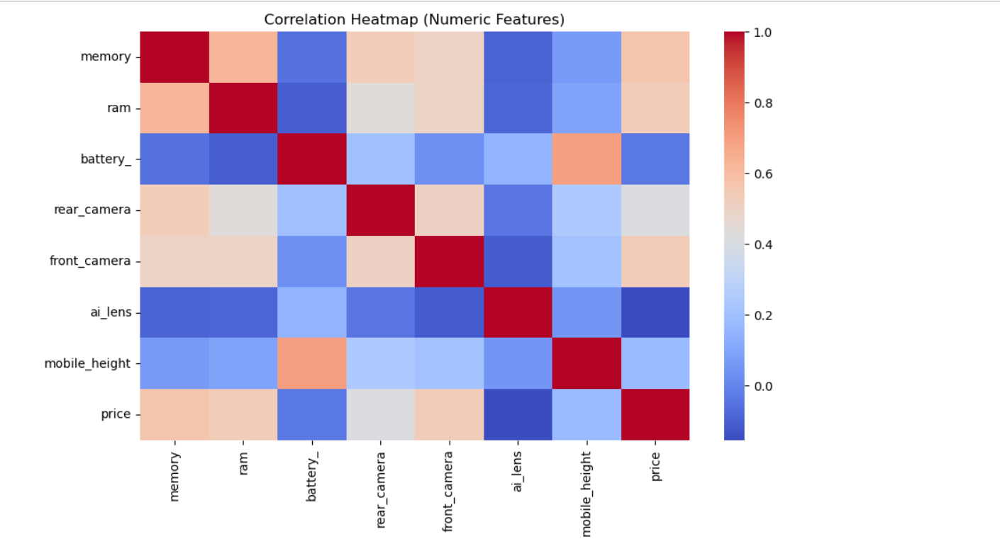 Correlation Heatmap (Numeric Features)
memory
ram
battery_
rear_camera
front_camera
ai_lens
mobile_height
price
memory
ram
battery_
rear_camera
front_camera
ai_lens
mobile_height
price
1.0
0.8
0.6
0.4
0.2
0.0